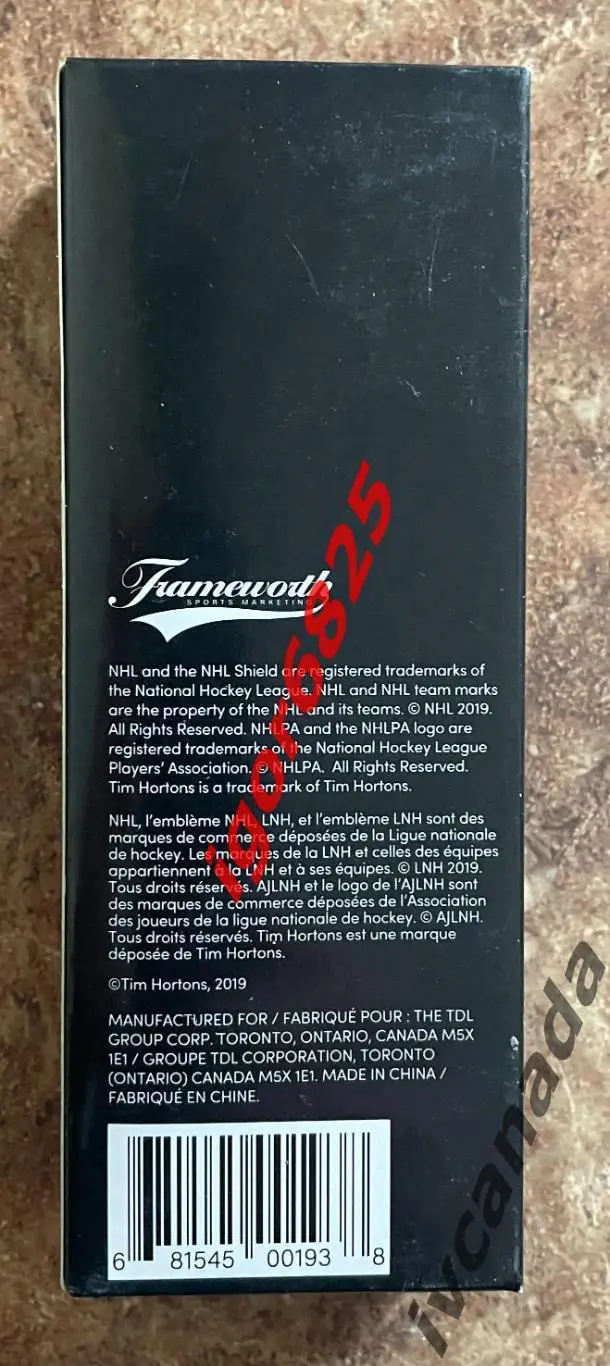 Frameworth
SPORTS MARKETING
NHL and the NHL Shield are registered trademarks of
the National Hockey League. NHL and NHL team marks
are the property of the NHL and its teams. © NHL 2019.
All Rights Reserved. NHLPA and the NHLPA logo are
registered trademarks of the National Hockey League
Players' Association. © NHLPA. All Rights Reserved.
Tim Hortons is a trademark of Tim Hortons.
NHL, l'emblème NHL, LNH, et l'emblème LNH sont des
marques de commerce déposées de la Ligue nationale
de hockey. Les marques de la LNH et celles des équipes
appartiennent à la LNH et à ses équipes. © LNH 2019.
Tous droits réservés. AJLNH et le logo de l'AJLNH sont
des marques de commerce déposées de l'Association
des joueurs de la ligue nationale de hockey. © AJLNH.
Tous droits réservés. Tim Hortons est une marque
déposée de Tim Hortons.
©Tim Hortons, 2019
MANUFACTURED FOR / FABRIQUÉ POUR : THE TDL
GROUP CORP. TORONTO, ONTARIO, CANADA M5X
1E1 / GROUPE TDL CORPORATION, TORONTO
(ONTARIO) CANADA M5X 1E1. MADE IN CHINA /
FABRIQUÉ EN CHINE.
6 81545 00193 8
igor6825
ivcanada